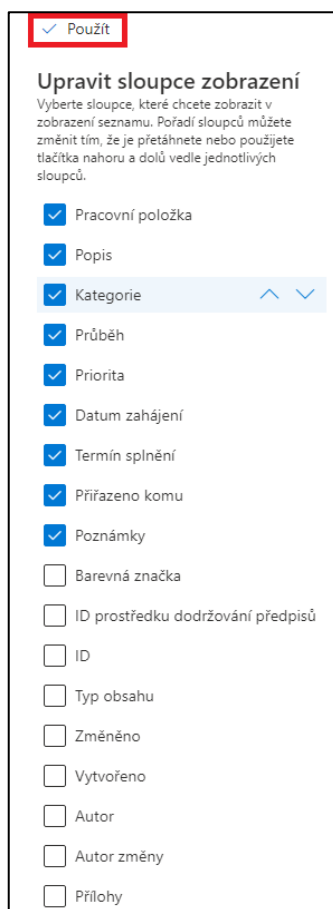 Použít
Upravit sloupce zobrazení
Vyberte sloupce, které chcete zobrazit v
zobrazení seznamu. Pořadí sloupců můžete
změnit tím, že je přetáhnete nebo použijete
tlačítka nahoru a dolů vedle jednotlivých
sloupců.
Pracovní položka
Popis
Kategorie
Průběh
Priorita
Datum zahájení
Termín splnění
Přiřazeno komu
Poznámky
Barevná značka
ID prostředku dodržování předpisů
ID
Typ obsahu
Změněno
Vytvořeno
Autor
Autor změny
Přílohy